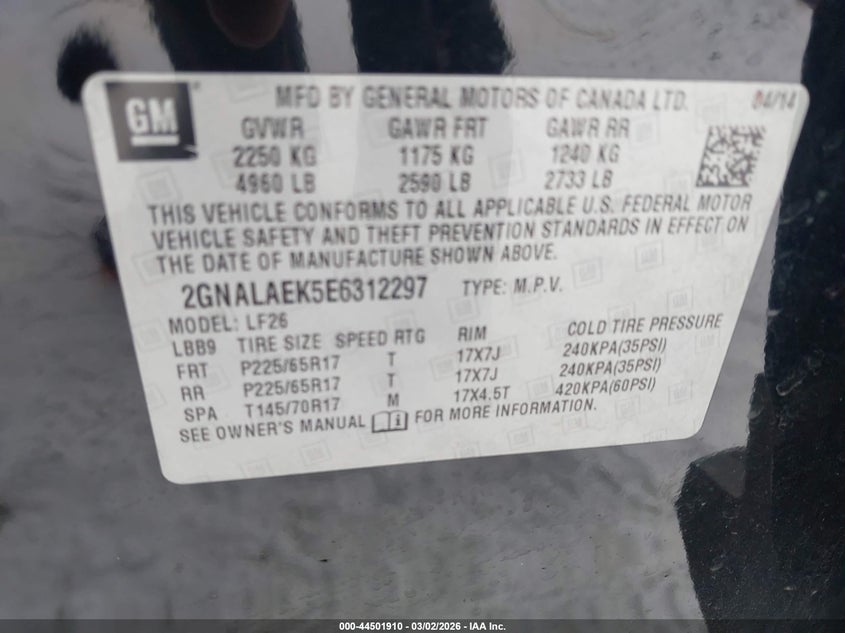 GM
MFD BY GENERAL MOTORS OF CANADA LTD. 04/14
GVWR GAWR FRT GAWR RR
2250 KG 1175 KG 1240 KG
4960 LB 2590 LB 2733 LB
THIS VEHICLE CONFORMS TO ALL APPLICABLE U.S. FEDERAL MOTOR
VEHICLE SAFETY AND THEFT PREVENTION STANDARDS IN EFFECT ON
THE DATE OF MANUFACTURE SHOWN ABOVE.
2GNALAEK5E6312297 TYPE: M.P.V.
MODEL: LF26
LBB9 TIRE SIZE SPEED RTG RIM COLD TIRE PRESSURE
FRT P225/65R17 T 17X7J 240KPA(35PSI)
RR P225/65R17 T 17X7J 240KPA(35PSI)
SPA T145/70R17 M 17X4.5T 420KPA(60PSI)
SEE OWNER'S MANUAL i FOR MORE INFORMATION.
000-44501910 - 03/02/2026 - IAA Inc.